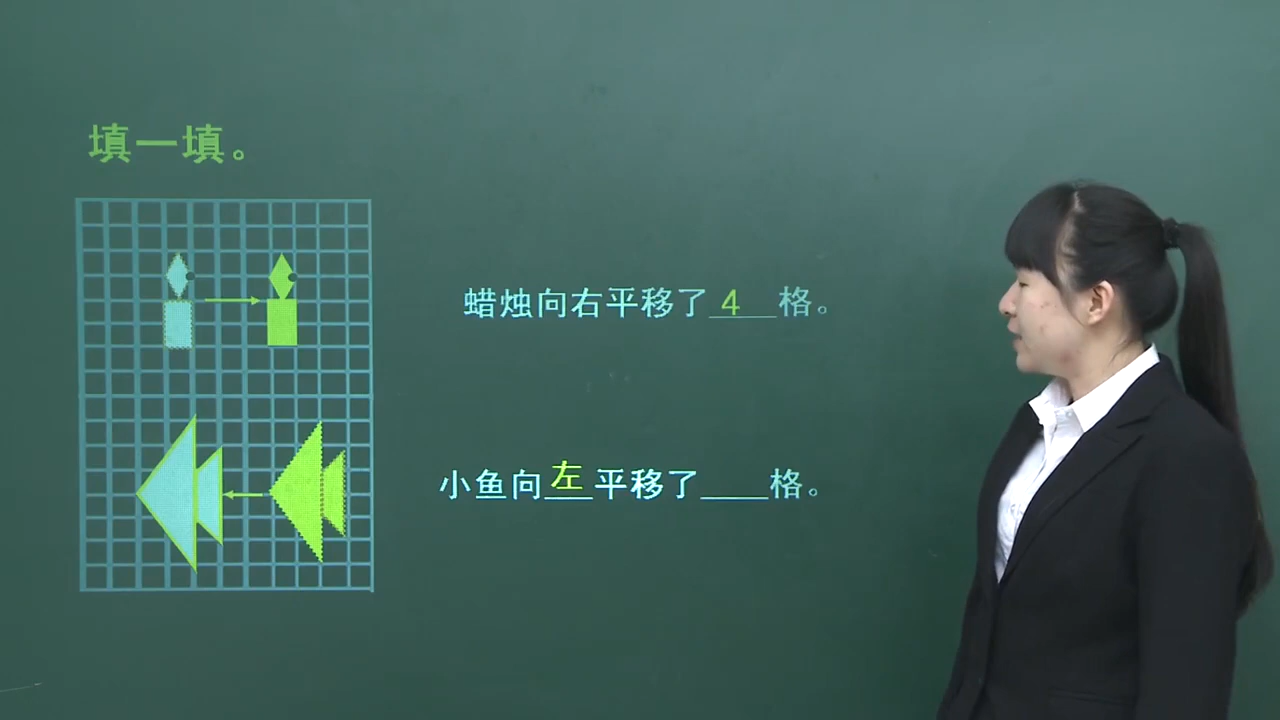 填一填。
蜡烛向右平移了 4 格。
小鱼向 左 平移了____格。